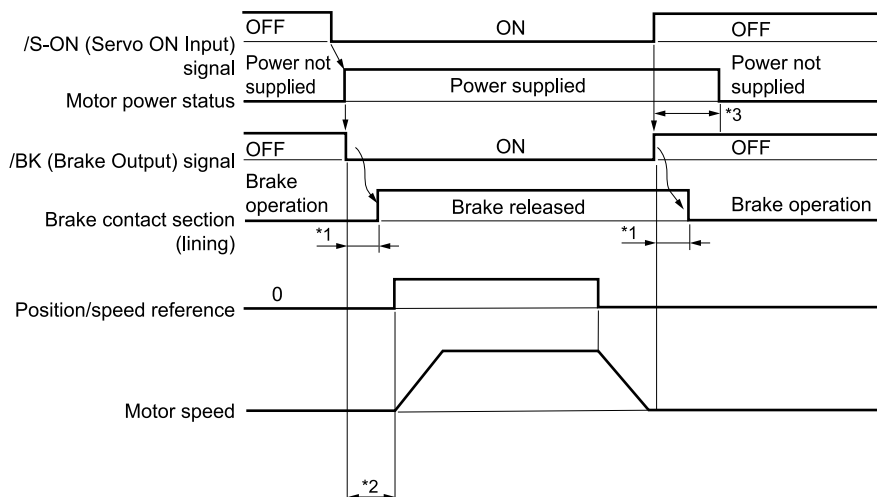 OFF
ON
OFF
/S-ON (Servo ON Input)
signal
Power not
supplied
Power supplied
Power not
supplied
Motor power status
*3
/BK (Brake Output) signal
OFF
ON
OFF
Brake
operation
Brake released
Brake operation
Brake contact section
(lining)
*1
*1
0
Position/speed reference
Motor speed
*2